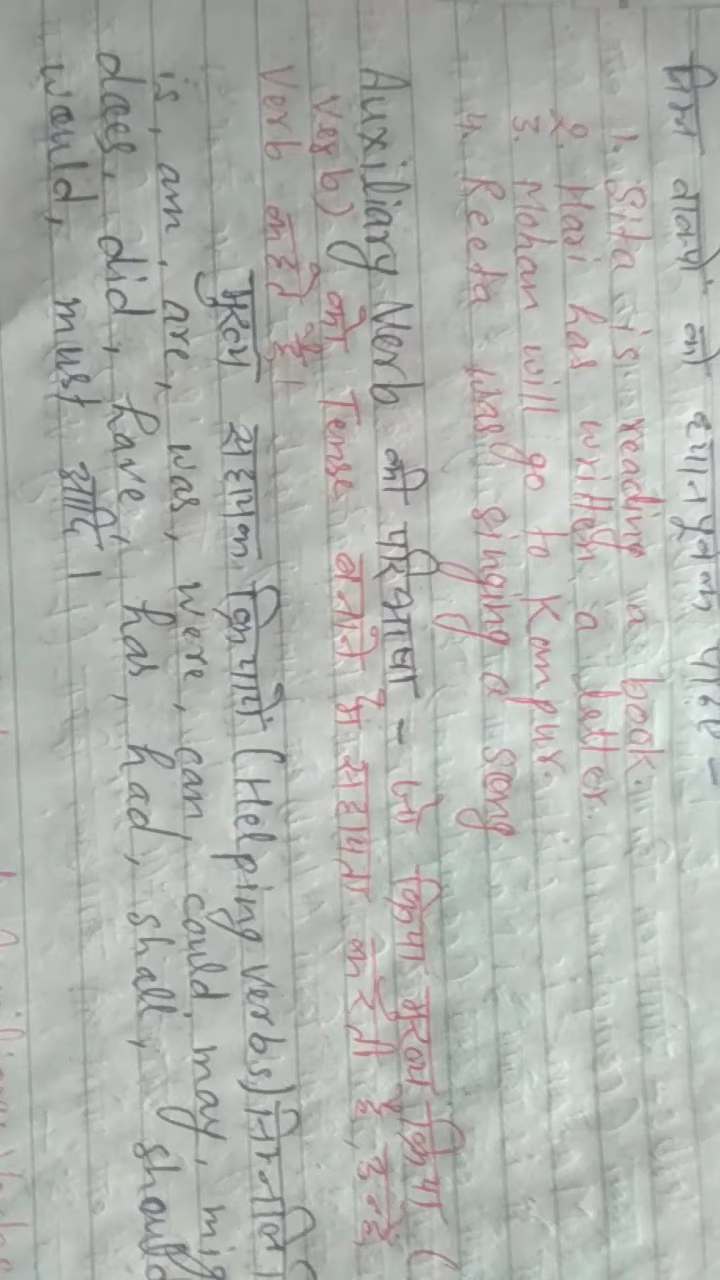 निम्न वाक्यों को ध्यानपूर्वक पढ़िए -
1. Sita is reading a book.
2. Hari has written a letter.
3. Mohan will go to Kanpur.
4. Reeta was singing a song
Auxiliary Verb की परिभाषा - जो क्रिया मुख्य क्रिया (
verb) को Tense बनाने में सहायता करती है, उन्हें
verb कहते हैं।
मुख्य सहायक क्रियायें (Helping verbs) निम्नलि
is, am, are, was, were, can, could, may, mig
does, did, have, has, had, shall, should
would, must आदि।